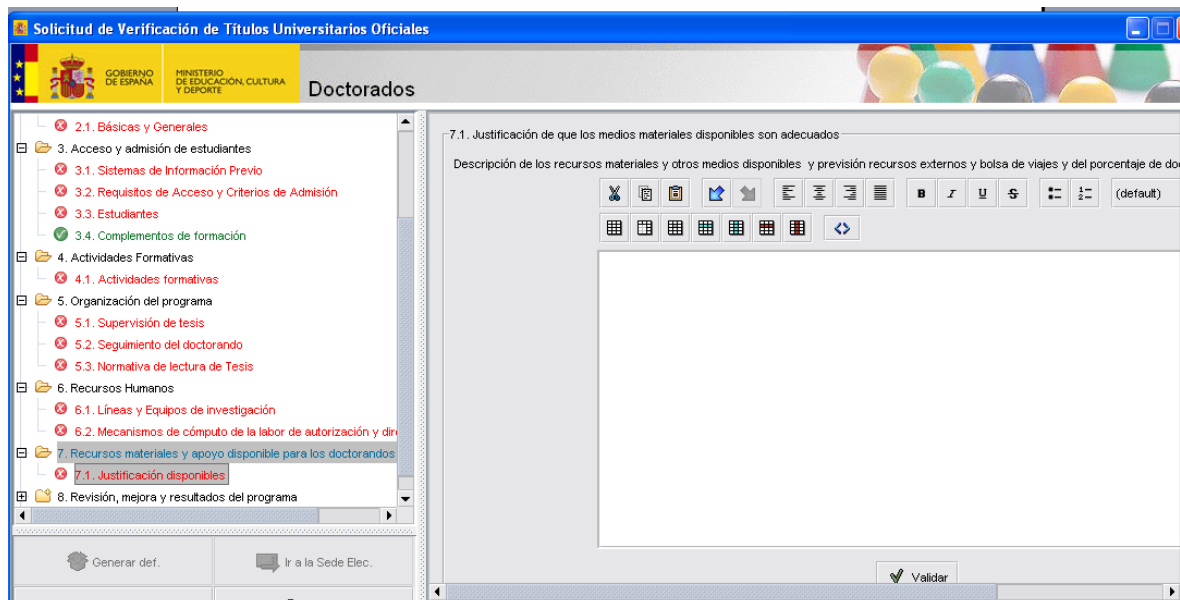 Solicitud de Verificación de Títulos Universitarios Oficiales
GOBIERNO
DE ESPAÑA
MINISTERIO
DE EDUCACIÓN, CULTURA
Y DEPORTE
Doctorados
2.1. Básicas y Generales
3. Acceso y admisión de estudiantes
3.1. Sistemas de Información Previo
3.2. Requisitos de Acceso y Criterios de Admisión
3.3. Estudiantes
3.4. Complementos de formación
4. Actividades Formativas
4.1. Actividades formativas
5. Organización del programa
5.1. Supervisión de tesis
5.2. Seguimiento del doctorando
5.3. Normativa de lectura de Tesis
6. Recursos Humanos
6.1. Líneas y Equipos de investigación
6.2. Mecanismos de cómputo de la labor de autorización y dire
7. Recursos materiales y apoyo disponible para los doctorandos
7.1. Justificación disponibles
8. Revisión, mejora y resultados del programa
Generar def.
Ir a la Sede Elec.
7.1. Justificación de que los medios materiales disponibles son adecuados
Descripción de los recursos materiales y otros medios disponibles y previsión recursos externos y bolsa de viajes y del porcentaje de do
B I U S (default)
Validar